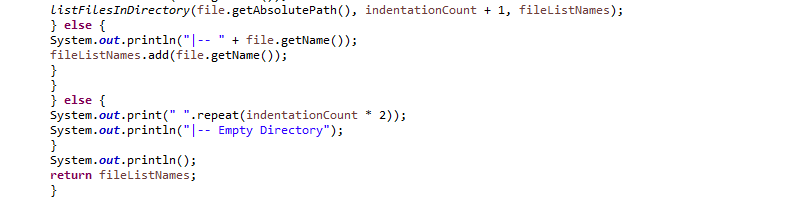 listFilesInDirectory(file.getAbsolutePath(), indentationCount + 1, fileListNames);
} else {
System.out.println("|-- " + file.getName());
fileListNames.add(file.getName());
}
}
} else {
System.out.print(" ".repeat(indentationCount * 2));
System.out.println("|-- Empty Directory");
}
System.out.println();
return fileListNames;
}